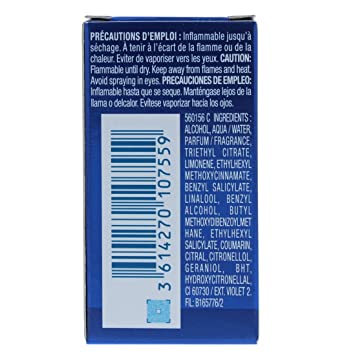 PRÉCAUTIONS D'EMPLOI : Inflammable jusqu'à
séchage. A tenir à l'écart de la flamme ou de la
chaleur. Eviter de vaporiser vers les yeux. CAUTION:
Flammable until dry. Keep away from flames and heat.
Avoid spraying in eyes. PRECAUCIONES DE EMPLEO:
Inflamable hasta que se seque. Manténgase lejos de la
llama o delcalor. Evítese vaporizar hacia los ojos.
560156 C INGREDIENTS :
ALCOHOL, AQUA / WATER,
PARFUM / FRAGRANCE,
TRIETHYL CITRATE,
LIMONENE, ETHYLHEXYL
METHOXYCINNAMATE,
BENZYL SALICYLATE,
LINALOOL, BENZYL
ALCOHOL, BUTYL
METHOXYDIBENZOYLMET
HANE, ETHYLHEXYL
SALICYLATE, COUMARIN,
CITRAL, CITRONELLOL,
GERANIOL, BHT,
HYDROXYCITRONELLAL,
CI 60730 / EXT. VIOLET 2.
FIL: B165776/2
3 614270 107559